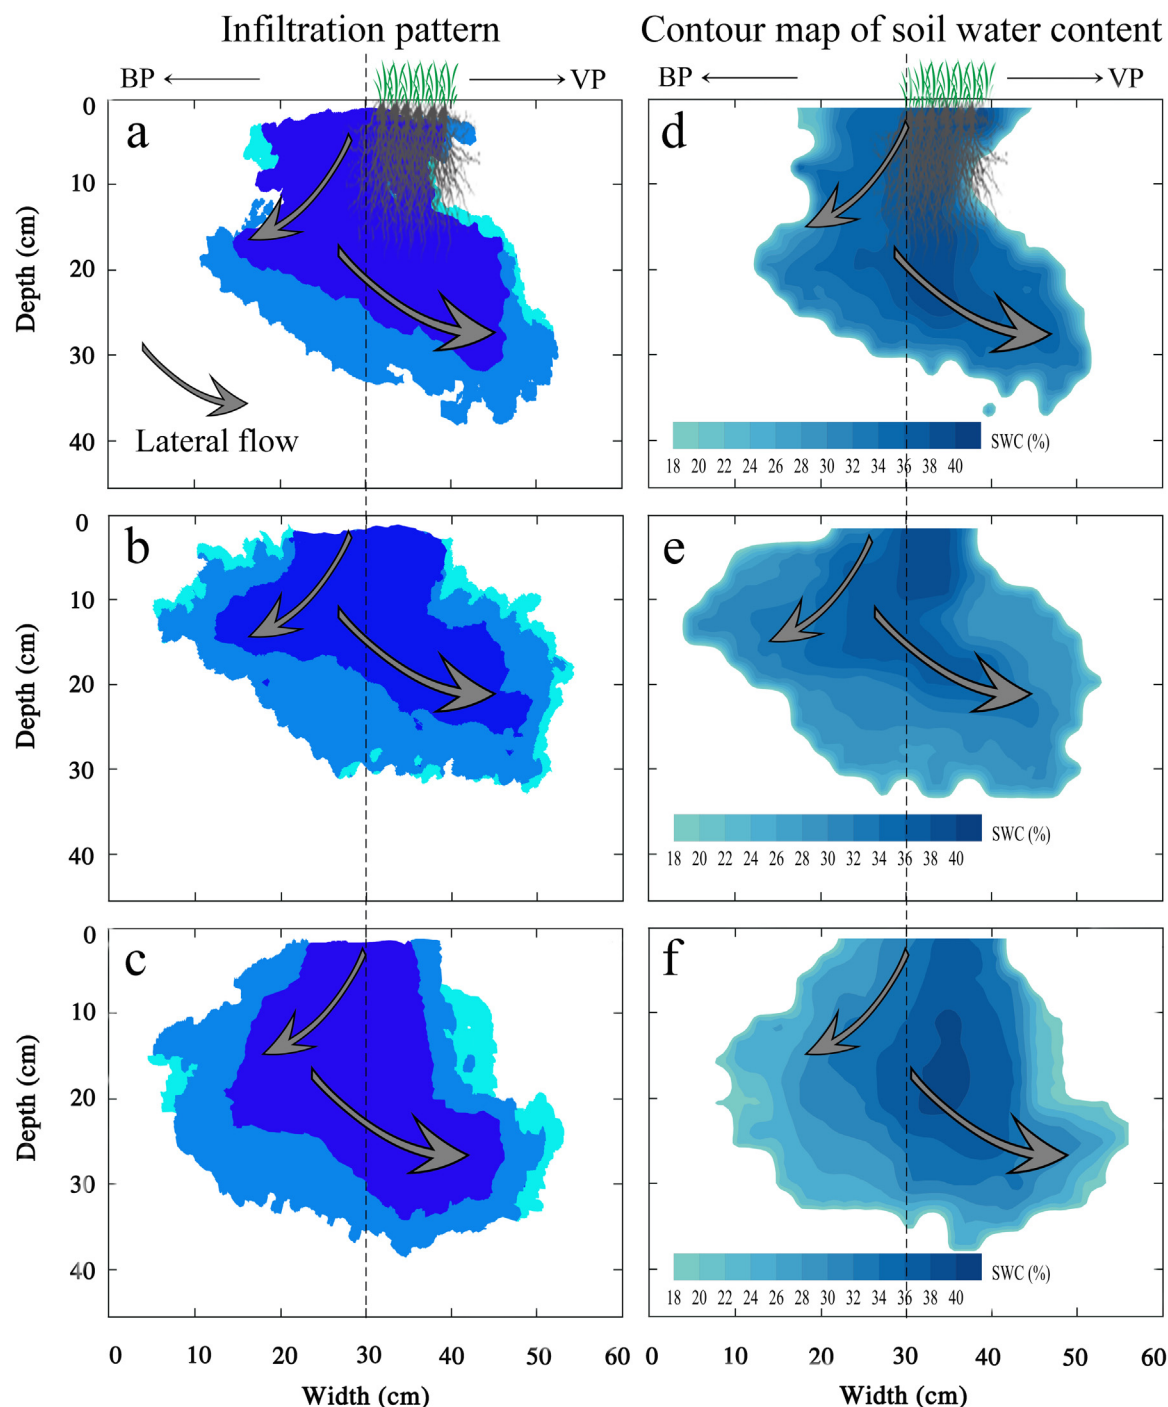 Infiltration pattern
Contour map of soil water content
BP
VP
BP
VP
a
d
0
10
20
30
40
Depth (cm)
Lateral flow
SWC (%)
18 20 22 24 26 28 30 32 34 36 38 40
b
e
0
10
20
30
40
Depth (cm)
SWC (%)
18 20 22 24 26 28 30 32 34 36 38 40
c
f
0
10
20
30
40
Depth (cm)
SWC (%)
18 20 22 24 26 28 30 32 34 36 38 40
0 10 20 30 40 50 60
0 10 20 30 40 50 60
Width (cm)
Width (cm)